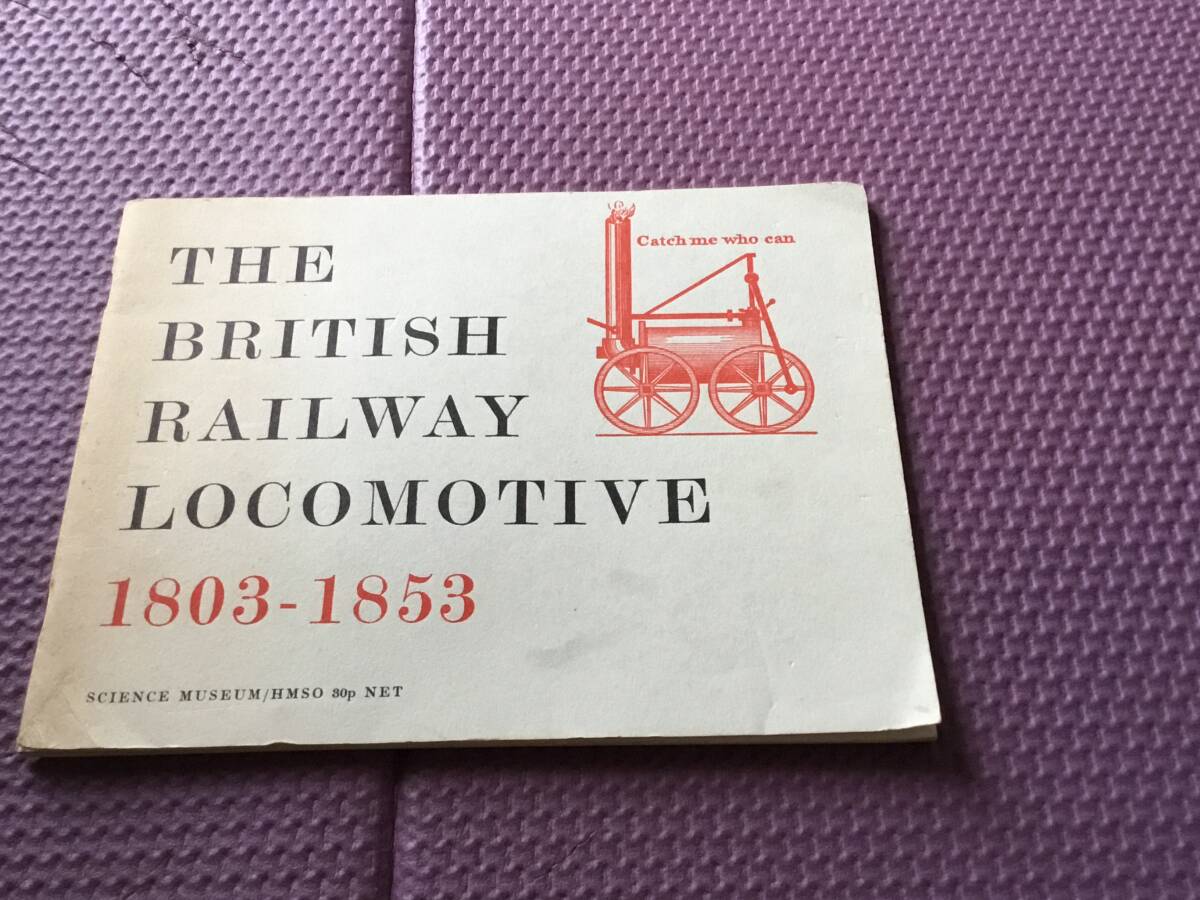 Catch me who can
THE
BRITISH
RAILWAY
LOCOMOTIVE
1803-1853
SCIENCE MUSEUM/HMSO 30p NET